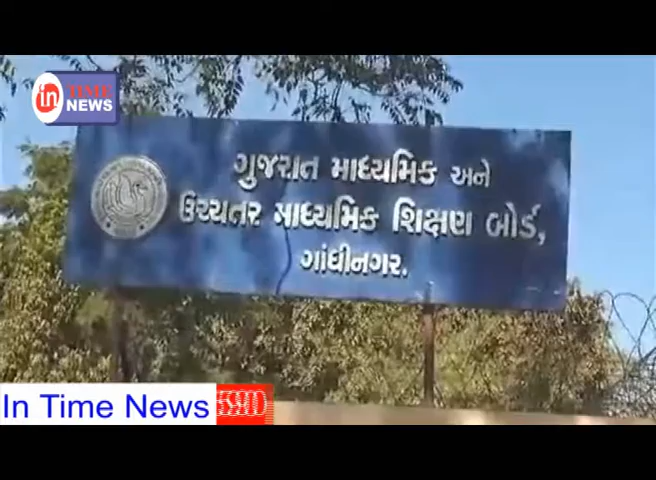 in TIME
NEWS
ગુજરાત માધ્યમિક અને
ઉચ્ચતર માધ્યમિક શિક્ષણ બોર્ડ,
ગાંધીનગર.
In Time News